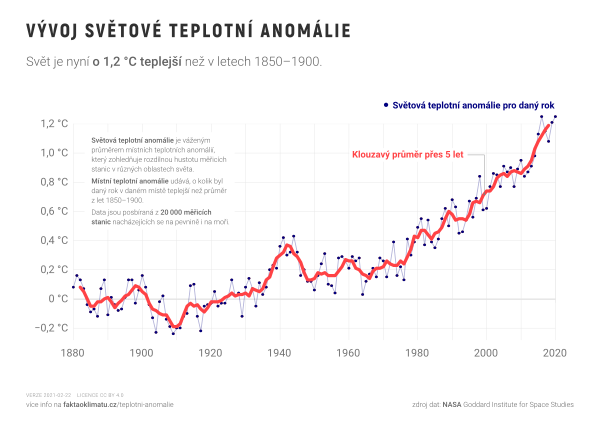 VÝVOJ SVĚTOVÉ TEPLOTNÍ ANOMÁLIE
Svět je nyní o 1,2 °C teplejší než v letech 1850–1900.
Světová teplotní anomálie pro daný rok
1,2 °C
Světová teplotní anomálie je váženým
průměrem místních teplotních anomálií,
který zohledňuje rozdílnou hustotu měřicích
stanic v různých oblastech světa.
Místní teplotní anomálie udává, o kolik byl
daný rok v daném místě teplejší než průměr
z let 1850–1900.
Data jsou posbíraná z 20 000 měřicích
stanic nacházejících se na pevnině i na moři.
Klouzavý průměr přes 5 let
1,0 °C
0,8 °C
0,6 °C
0,4 °C
0,2 °C
0 °C
−0,2 °C
1880 1900 1920 1940 1960 1980 2000 2020
VERZE 2021-02-22 LICENCE CC BY 4.0
více info na faktaoklimatu.cz/teplotni-anomalie
zdroj dat: NASA Goddard Institute for Space Studies